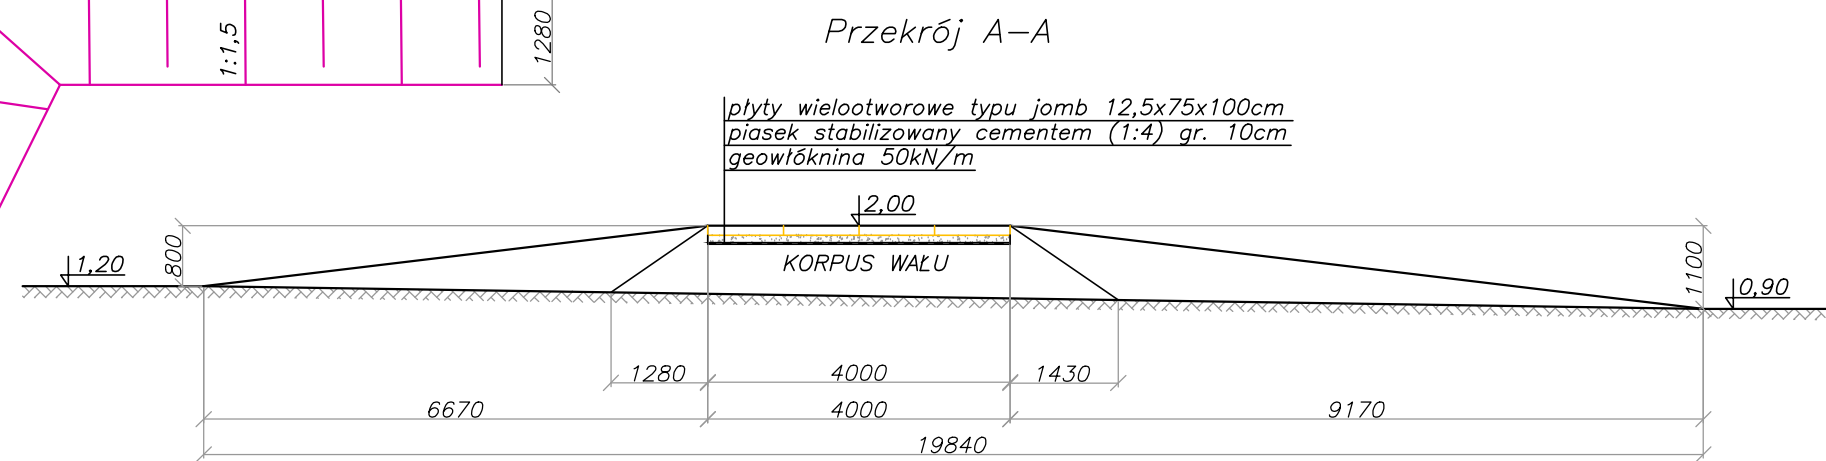 1:1,5
1280
Przekrój A–A
płyty wielootworowe typu jomb 12,5x75x100cm
piasek stabilizowany cementem (1:4) gr. 10cm
geowłóknina 50kN/m
2,00
800
1,20
KORPUS WAŁU
1100
0,90
1280 4000 1430
6670 4000 9170
19840